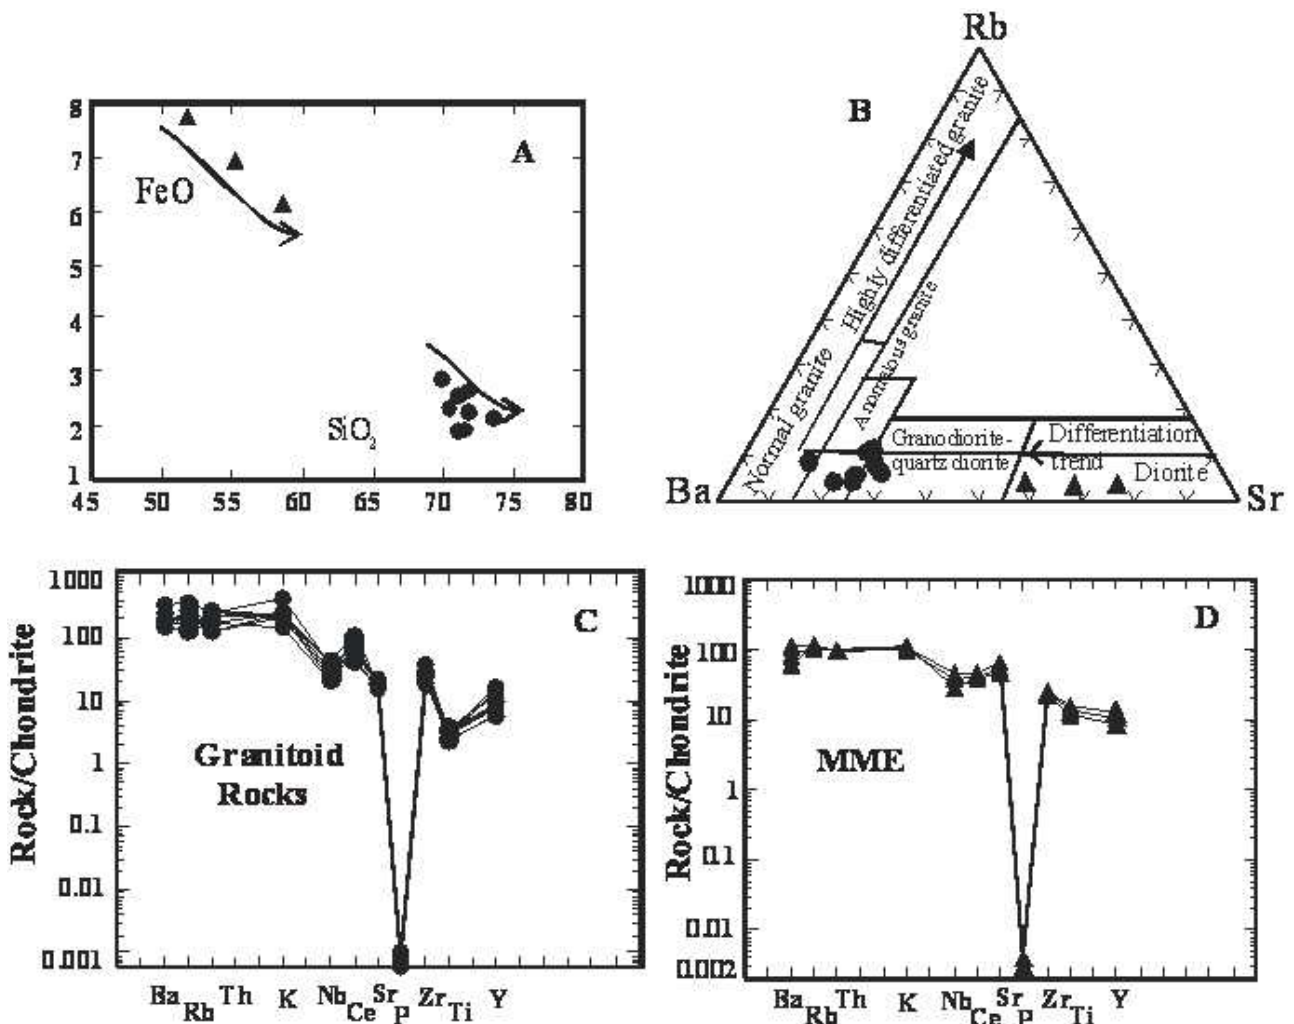 A
FeO
SiO2
8
7
6
5
4
3
2
1
45
50
55
60
65
70
75
80
B
Rb
Ba
Sr
Normal granite
Highly differentiated granite
Anomalous granite
Granodiorite-
quartz diorite
Differentiation
trend
Diorite
C
Rock/Chondrite
1000
100
10
1
0.1
0.01
0.001
Granitoid
Rocks
Ba Rb Th K Nb Ce Sr P Zr Ti Y
D
Rock/Chondrite
1000
100
10
1
0.1
0.01
0.002
MME
Ba Rb Th K Nb Ce Sr P Zr Ti Y